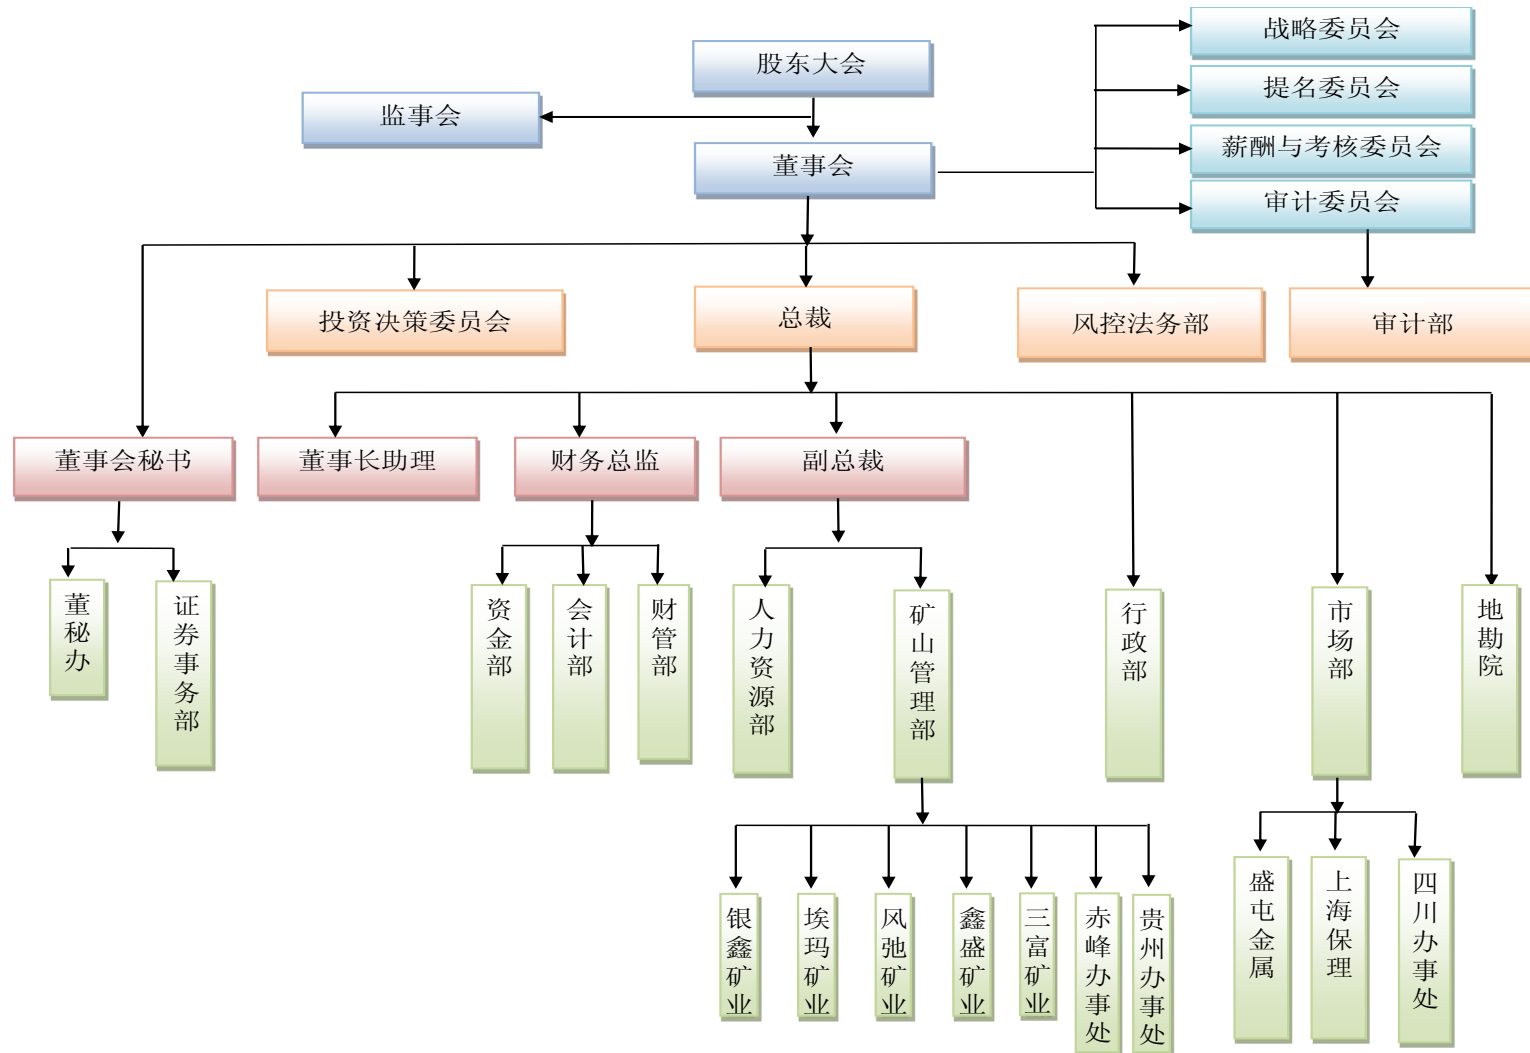 战略委员会
股东大会
提名委员会
监事会
薪酬与考核委员会
董事会
审计委员会
投资决策委员会
总裁
风控法务部
审计部
董事会秘书
董事长助理
财务总监
副总裁
董秘办
证券事务部
资金部
会计部
财管部
人力资源部
矿山管理部
行政部
市场部
地勘院
银鑫矿业
埃玛矿业
风弛矿业
鑫盛矿业
三富矿业
赤峰办事处
贵州办事处
盛屯金属
上海保理
四川办事处